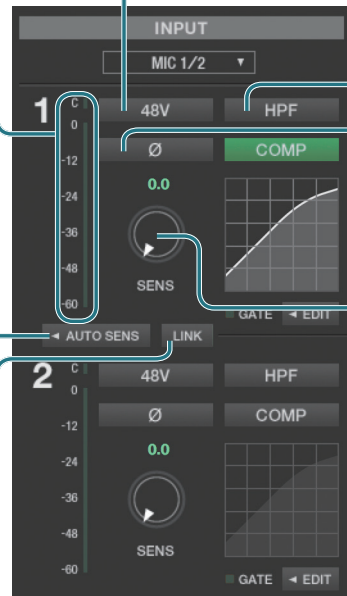 INPUT
MIC 1/2 ▼
1
C
0
-12
-24
-36
-48
-60
48V
HPF
Ø
COMP
0.0
SENS
GATE
◄ EDIT
◄ AUTO SENS
LINK
2
C
0
-12
-24
-36
-48
-60
48V
HPF
Ø
COMP
0.0
SENS
GATE
◄ EDIT